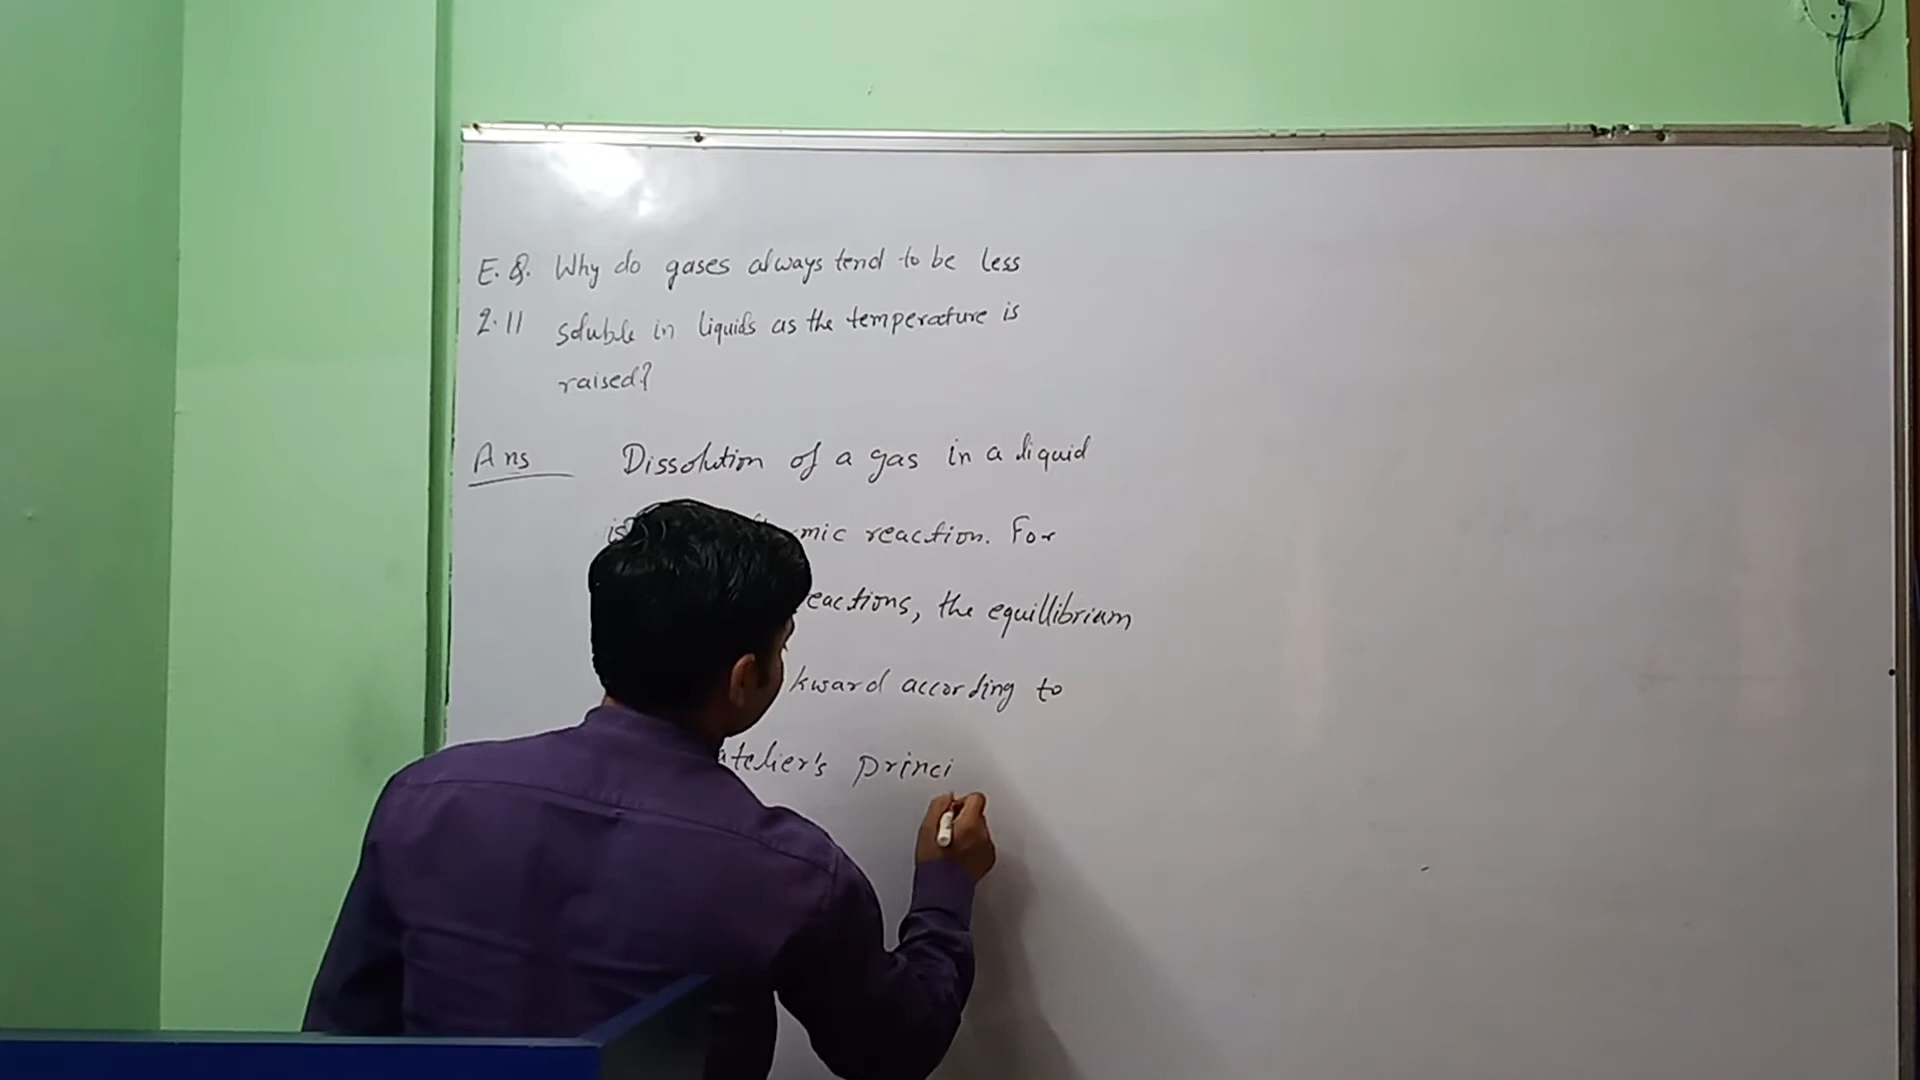 E. Q. Why do gases always tend to be less
2.11 soluble in liquids as the temperature is
raised?
Ans Dissolution of a gas in a liquid
is mic reaction. For
eactions, the equillibrium
kward according to
atelier's princi